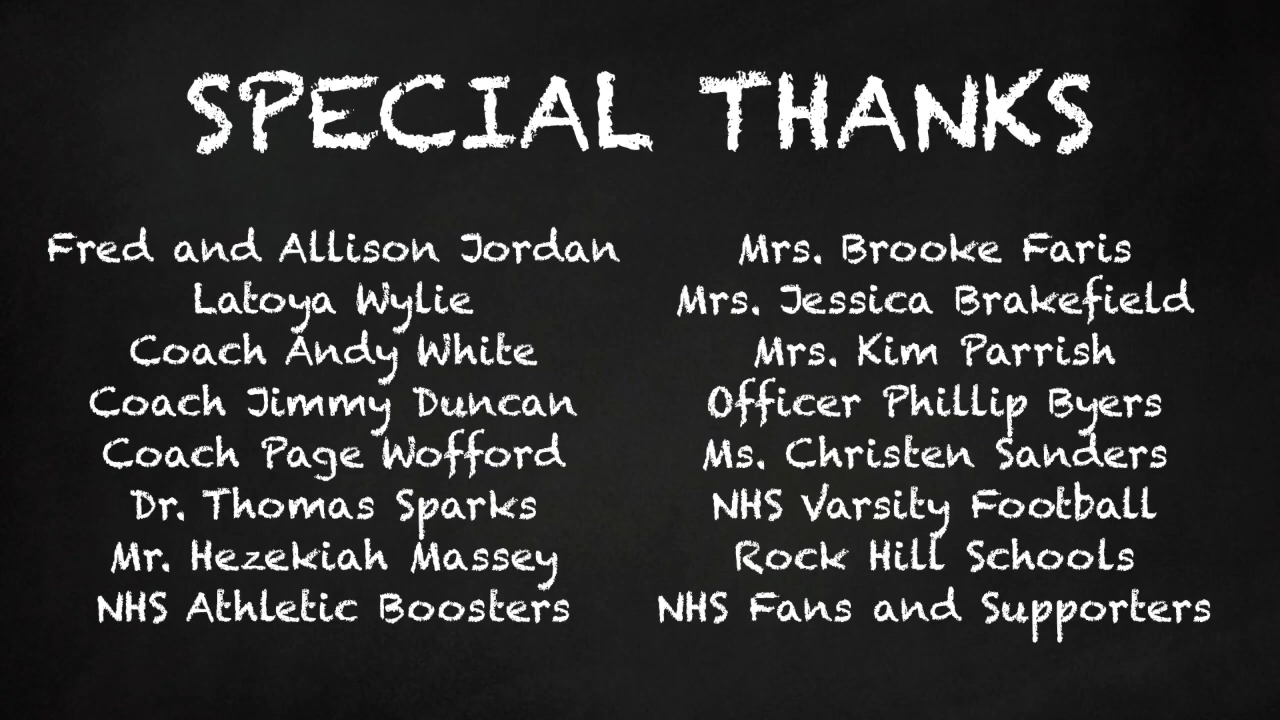 SPECIAL THANKS
Fred and Allison Jordan
Latoya Wylie
Coach Andy White
Coach Jimmy Duncan
Coach Page Wofford
Dr. Thomas Sparks
Mr. Hezekiah Massey
NHS Athletic Boosters
Mrs. Brooke Faris
Mrs. Jessica Brakefield
Mrs. Kim Parrish
Officer Phillip Byers
Ms. Christen Sanders
NHS Varsity Football
Rock Hill Schools
NHS Fans and Supporters